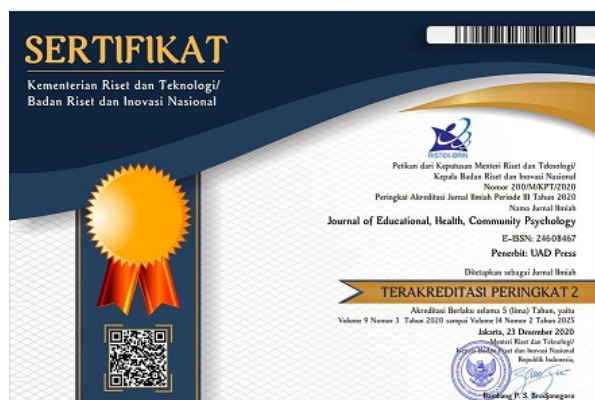 SERTIFIKAT
Kementerian Riset dan Teknologi/
Badan Riset dan Inovasi Nasional
RISTEK-BRIN
Petikan dari Keputusan Menteri Riset dan Teknologi/
Kepala Badan Riset dan Inovasi Nasional
Nomor 200/M/KPT/2020
Peringkat Akreditasi Jurnal Ilmiah Periode III Tahun 2020
Nama Jurnal Ilmiah
Journal of Educational, Health, Community Psychology
E-ISSN: 24608467
Penerbit: UAD Press
Ditetapkan sebagai Jurnal Ilmiah
TERAKREDITASI PERINGKAT 2
Akreditasi Berlaku selama 5 (lima) Tahun, yaitu
Volume 9 Nomor 3 Tahun 2020 sampai Volume 14 Nomor 2 Tahun 2025
Jakarta, 23 Desember 2020
Menteri Riset dan Teknologi/
Kepala Badan Riset dan Inovasi Nasional
Republik Indonesia,
Bambang P. S. Brodjonegoro